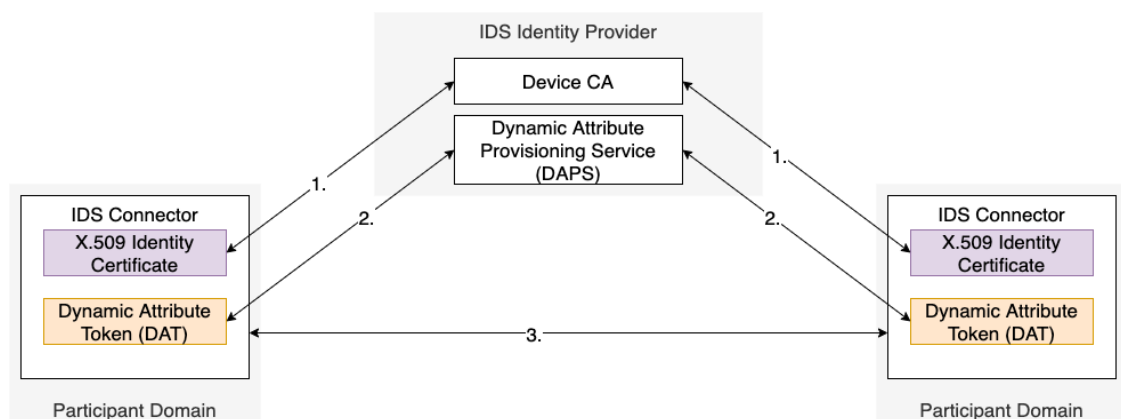 IDS Identity Provider
Device CA
Dynamic Attribute
Provisioning Service
(DAPS)
1.
1.
2.
2.
IDS Connector
X.509 Identity
Certificate
Dynamic Attribute
Token (DAT)
Participant Domain
3.
IDS Connector
X.509 Identity
Certificate
Dynamic Attribute
Token (DAT)
Participant Domain